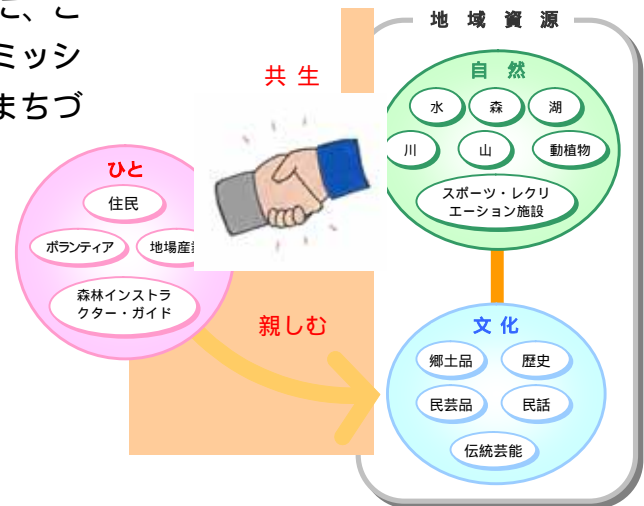 ミッシ
まちづ
地域資源
共生
自然
水 森 湖
川 山 動植物
スポーツ・レクリ
エーション施設
ひと
住民
ボランティア 地場産
森林インストラ
クター・ガイド
親しむ
文化
郷土品 歴史
民芸品 民話
伝統芸能